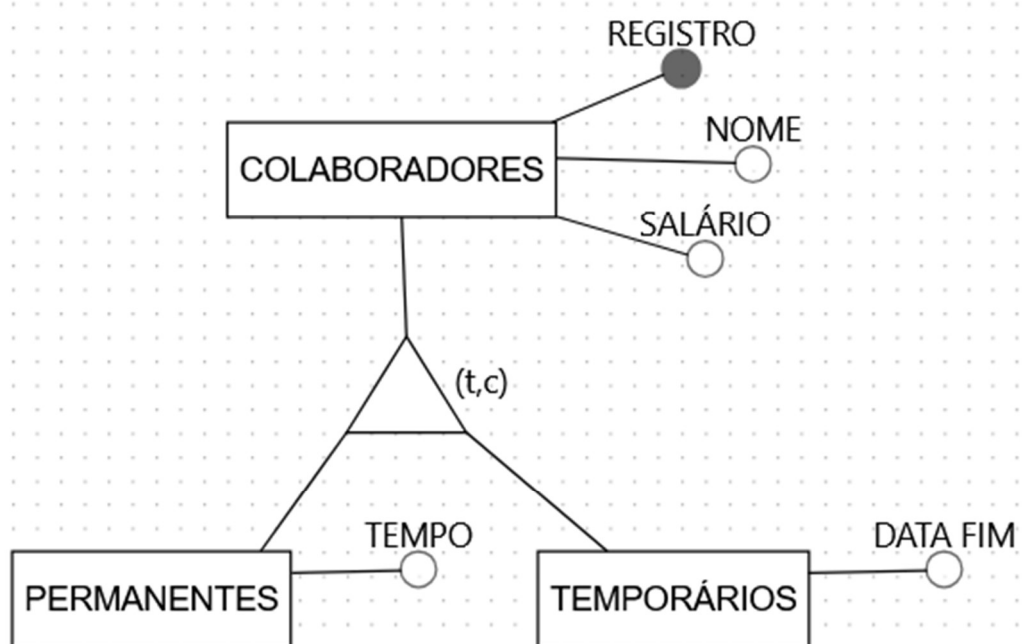 REGISTRO
NOME
COLABORADORES
SALÁRIO
(t,c)
TEMPO
DATA FIM
PERMANENTES
TEMPORÁRIOS